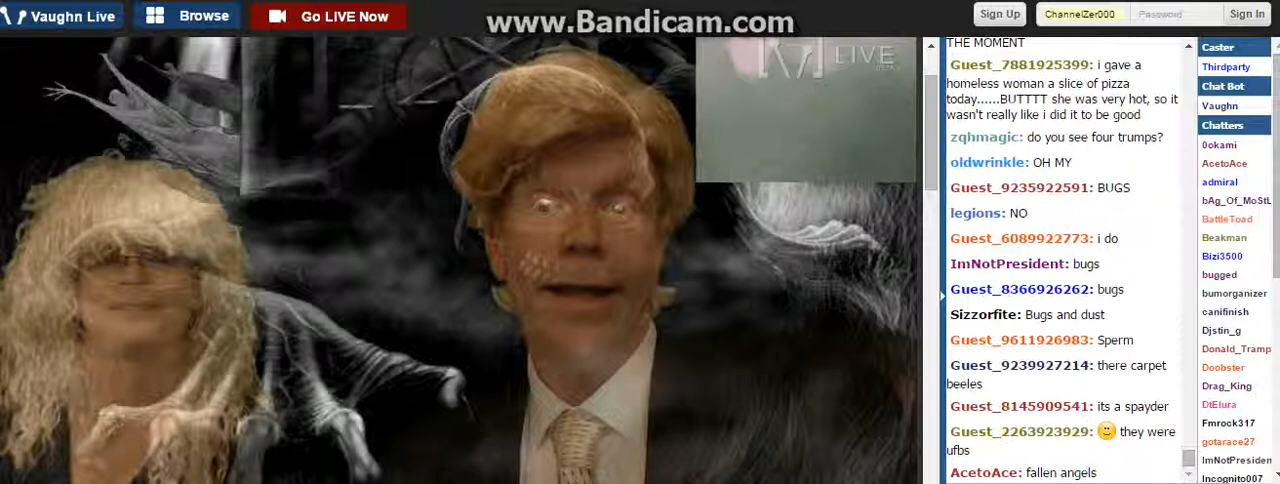 Vaughn Live
Browse
Go LIVE Now
www.Bandicam.com
Sign Up
ChannelZer000
Password
Sign In
LIVE
THE MOMENT
Guest_7881925399: i gave a
homeless woman a slice of pizza
today......BUTTTT she was very hot, so it
wasn't really like i did it to be good
zqhmagic: do you see four trumps?
oldwrinkle: OH MY
Guest_9235922591: BUGS
legions: NO
Guest_6089922773: i do
ImNotPresident: bugs
Guest_8366926262: bugs
Sizzorfite: Bugs and dust
Guest_9611926983: Sperm
Guest_9239927214: there carpet
beeles
Guest_8145909541: its a spayder
Guest_2263923929: they were
ufbs
AcetoAce: fallen angels
Caster
Thirdparty
Chat Bot
Vaughn
Chatters
0okami
AcetoAce
admiral
bAg_Of_MoStL
BattleToad
Beakman
Bizi3500
bugged
bumorganizer
canifinish
Djstin_g
Donald_Tramp
Doobster
Drag_King
DtElura
Fmrock317
gotarace27
ImNotPresiden
Incognito007